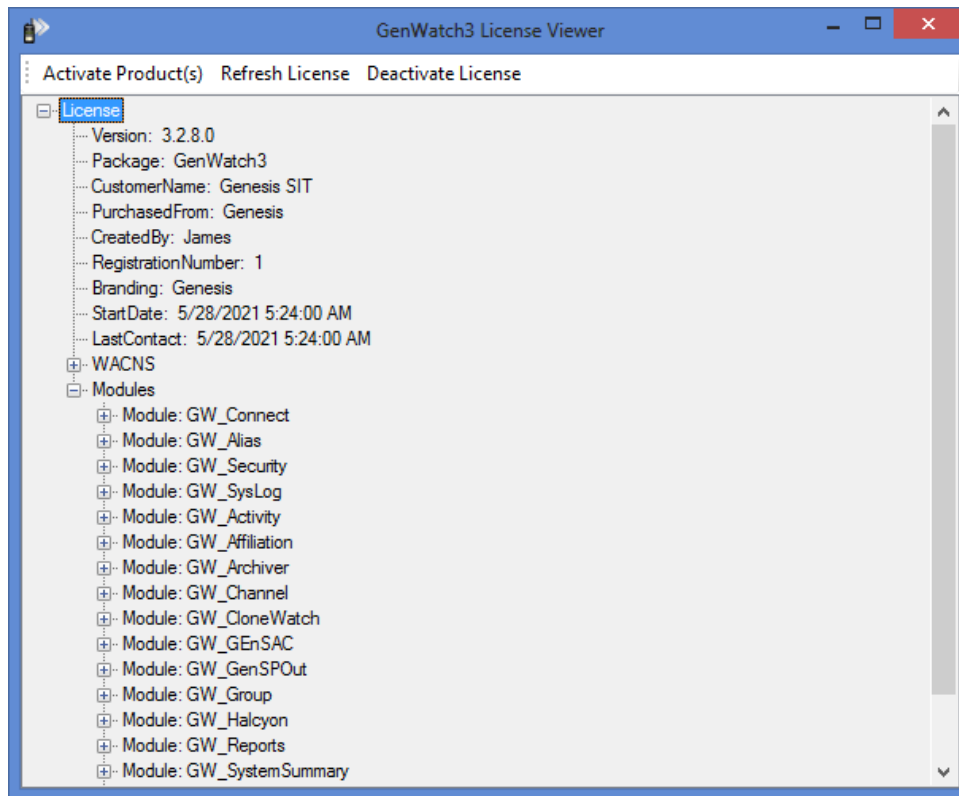 GenWatch3 License Viewer
Activate Product(s) Refresh License Deactivate License
License
Version: 3.2.8.0
Package: GenWatch3
CustomerName: Genesis SIT
PurchasedFrom: Genesis
CreatedBy: James
RegistrationNumber: 1
Branding: Genesis
StartDate: 5/28/2021 5:24:00 AM
LastContact: 5/28/2021 5:24:00 AM
WACNS
Modules
Module: GW_Connect
Module: GW_Alias
Module: GW_Security
Module: GW_SysLog
Module: GW_Activity
Module: GW_Affiliation
Module: GW_Archiver
Module: GW_Channel
Module: GW_CloneWatch
Module: GW_GEnSAC
Module: GW_GenSPOut
Module: GW_Group
Module: GW_Halcyon
Module: GW_Reports
Module: GW_SystemSummary